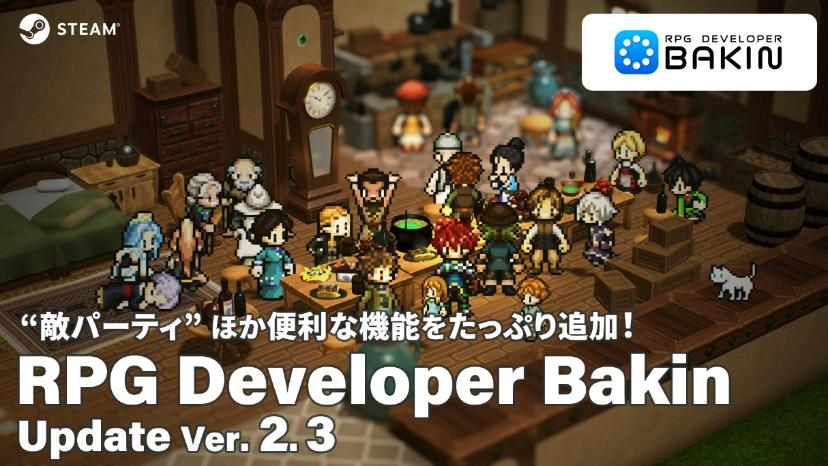 STEAM®
RPG DEVELOPER
BAKIN
“敵パーティ” ほか便利な機能をたっぷり追加!
RPG Developer Bakin
Update Ver. 2.3